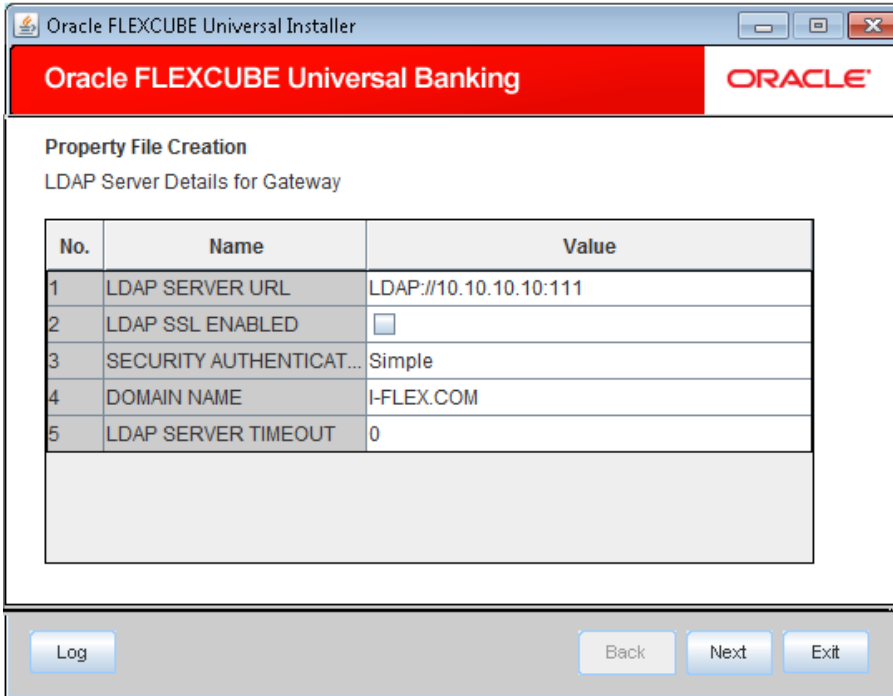 Oracle FLEXCUBE Universal Installer
Oracle FLEXCUBE Universal Banking
ORACLE
Property File Creation
LDAP Server Details for Gateway
No. Name Value
1 LDAP SERVER URL LDAP://10.10.10.10:111
2 LDAP SSL ENABLED
3 SECURITY AUTHENTICAT... Simple
4 DOMAIN NAME I-FLEX.COM
5 LDAP SERVER TIMEOUT 0
Log Back Next Exit